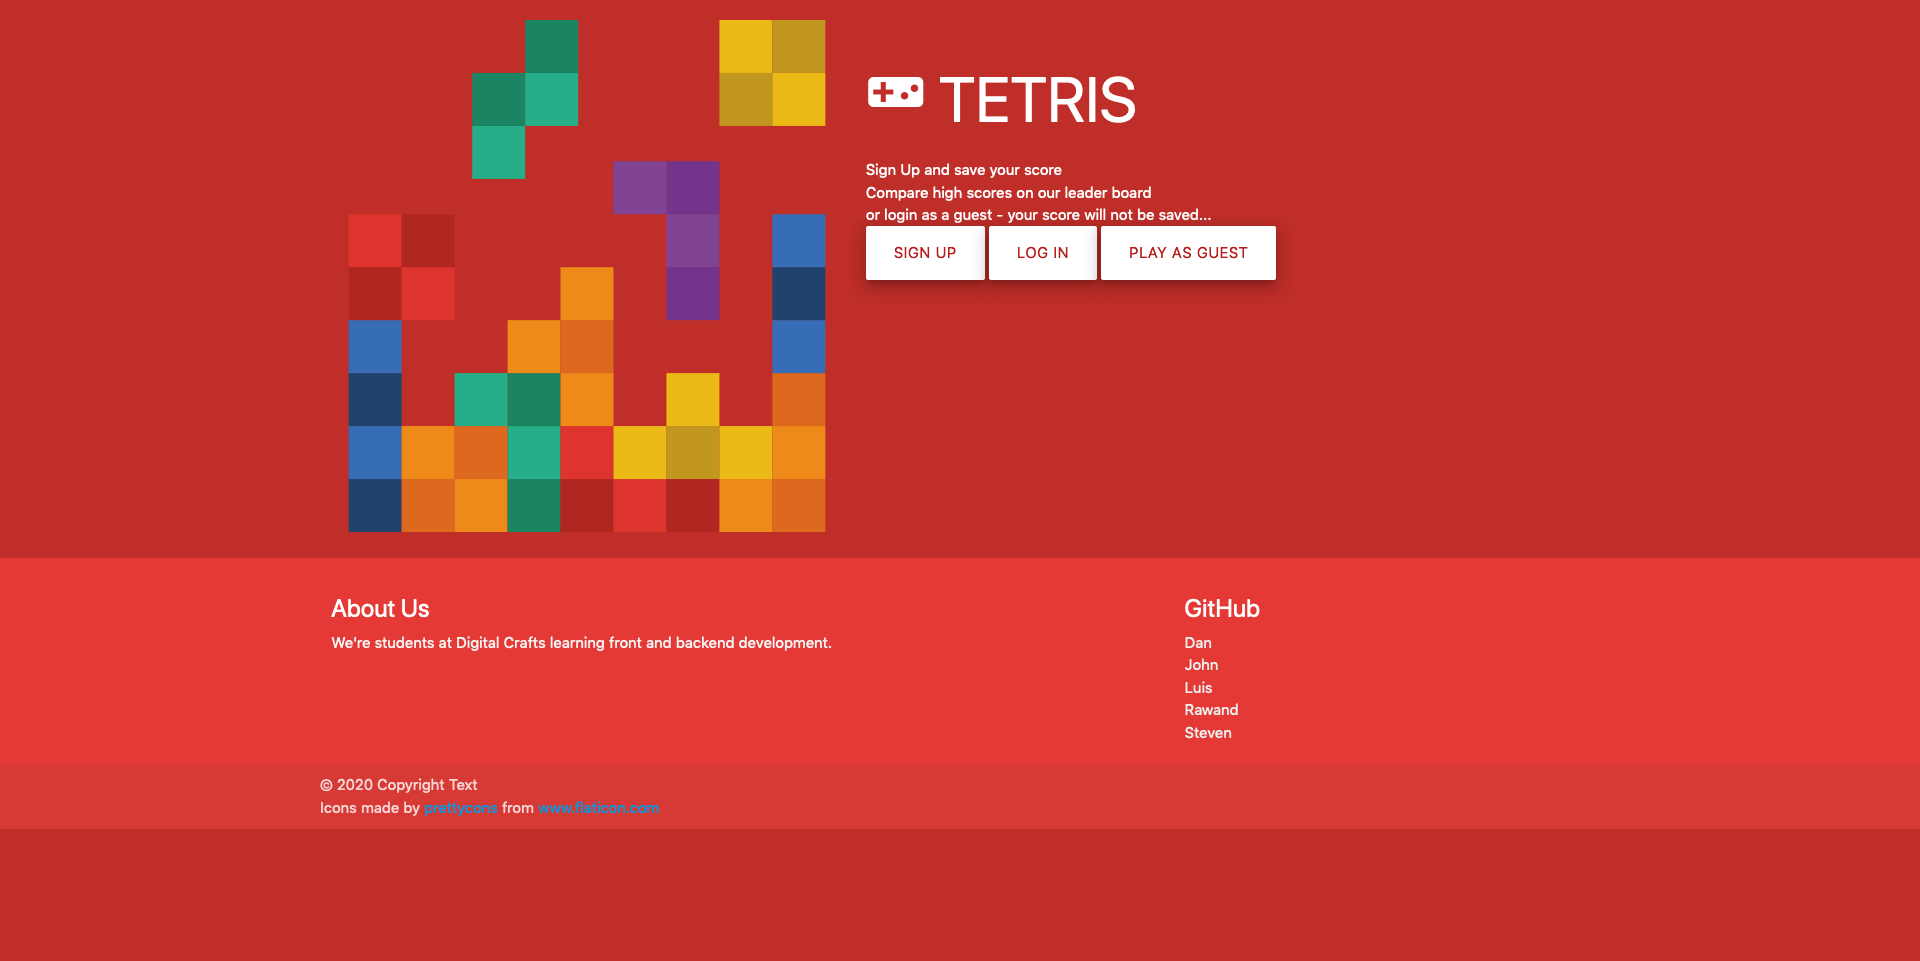 TETRIS
Sign Up and save your score
Compare high scores on our leader board
or login as a guest - your score will not be saved...
SIGN UP LOG IN PLAY AS GUEST
About Us
We're students at Digital Crafts learning front and backend development.
GitHub
Dan
John
Luis
Rawand
Steven
© 2020 Copyright Text
Icons made by prettycons from www.flaticon.com